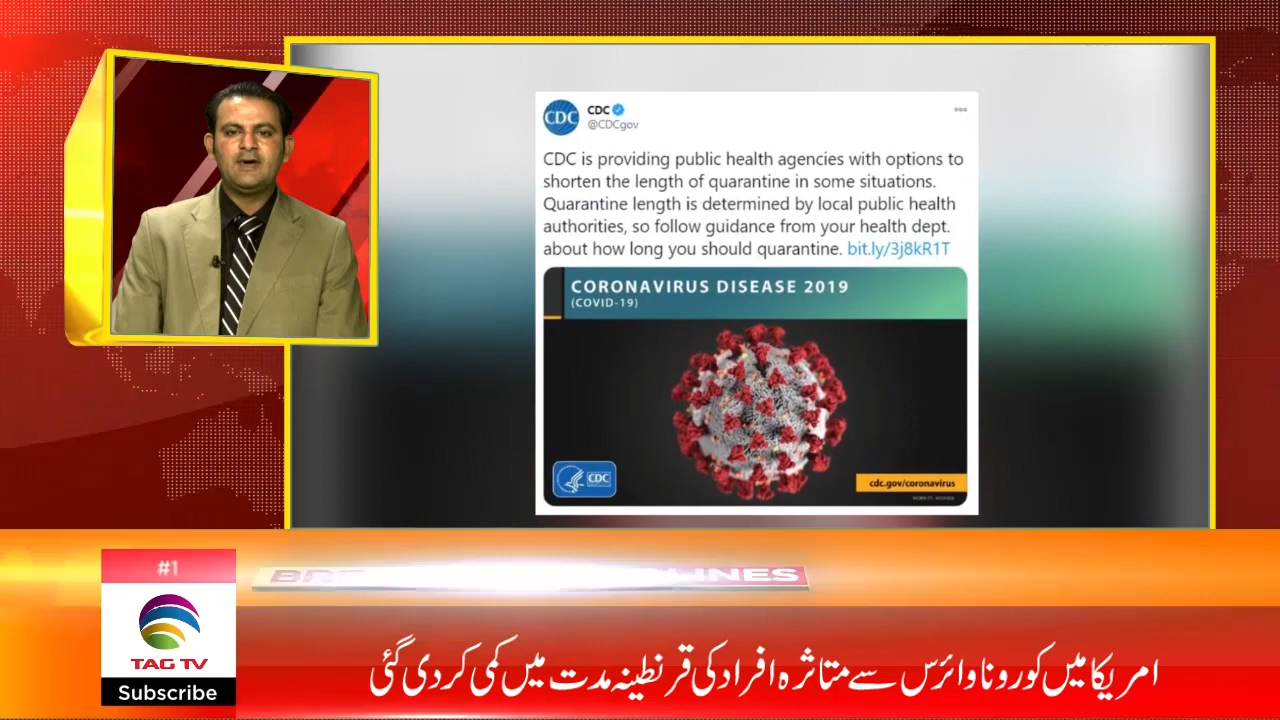 CDC
CDC
@CDCgov
CDC is providing public health agencies with options to
shorten the length of quarantine in some situations.
Quarantine length is determined by local public health
authorities, so follow guidance from your health dept.
about how long you should quarantine. bit.ly/3j8kR1T
CORONAVIRUS DISEASE 2019
(COVID-19)
CDC
cdc.gov/coronavirus
#1
TAG TV
Subscribe
امریکا میں کورونا وائرس سے متاثرہ افراد کی قرنطینہ مدت میں کمی کر دی گئی